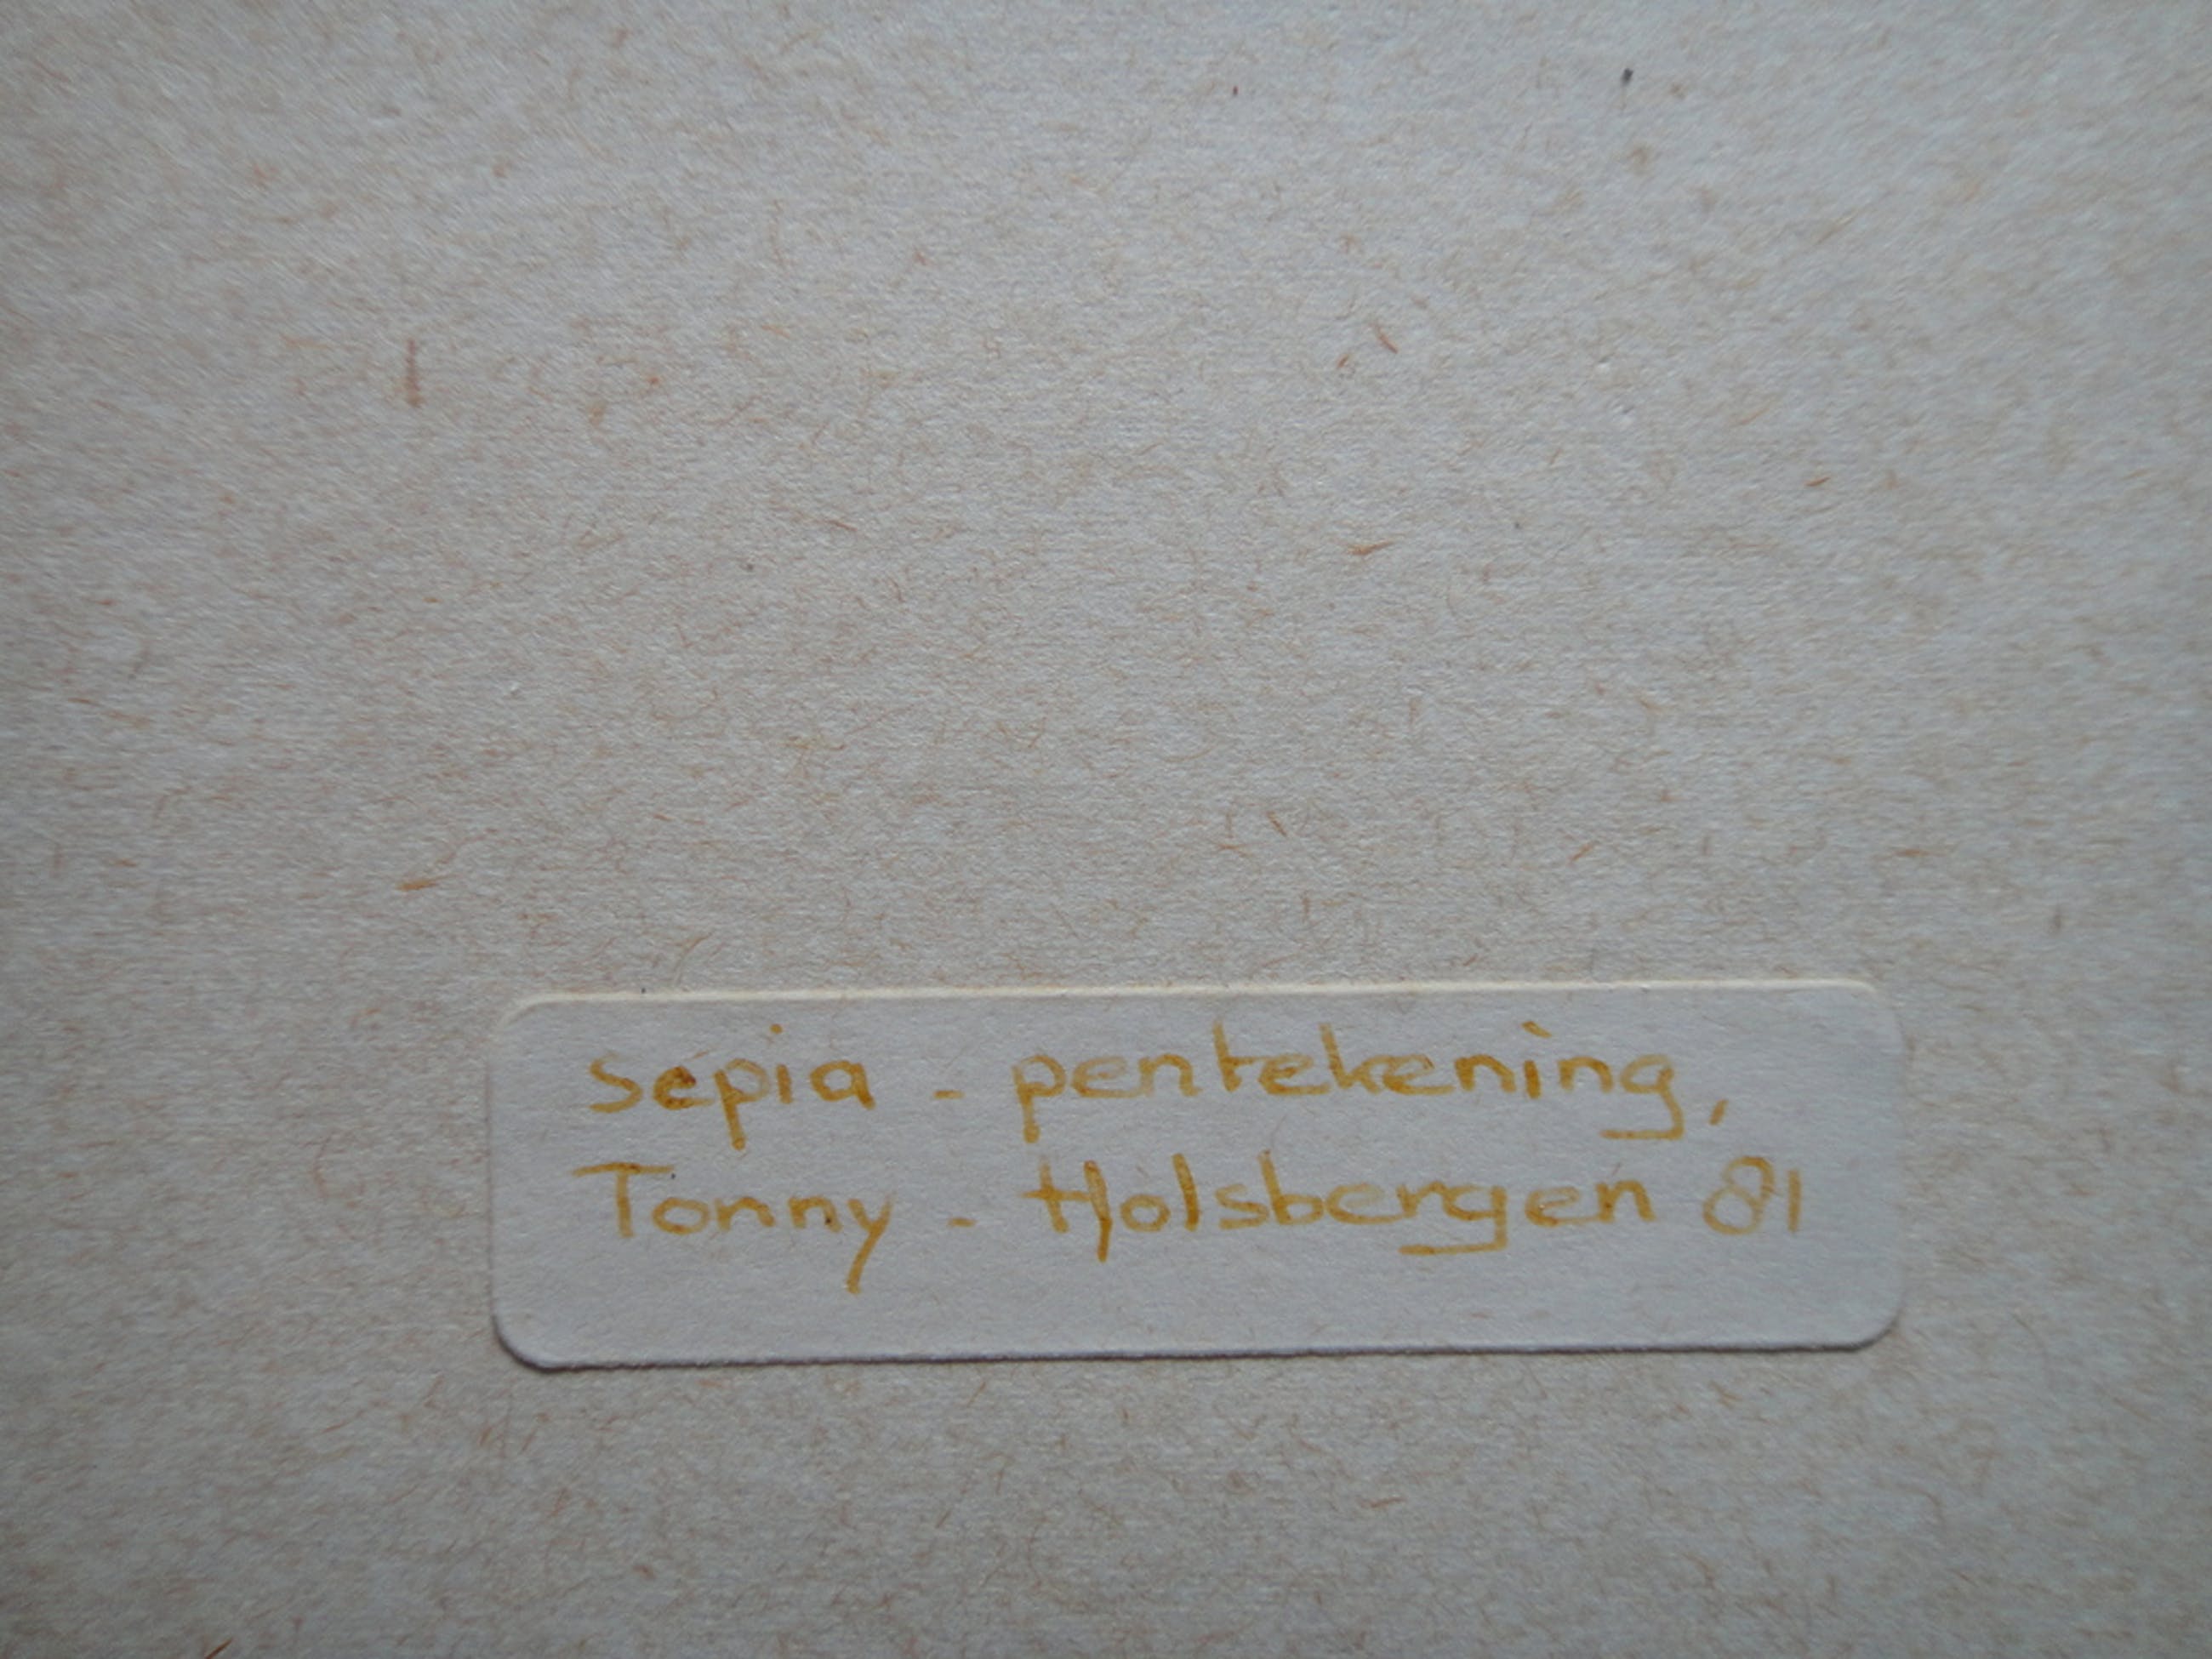 sepia - pentekening,
Tonny - Holsbergen 81